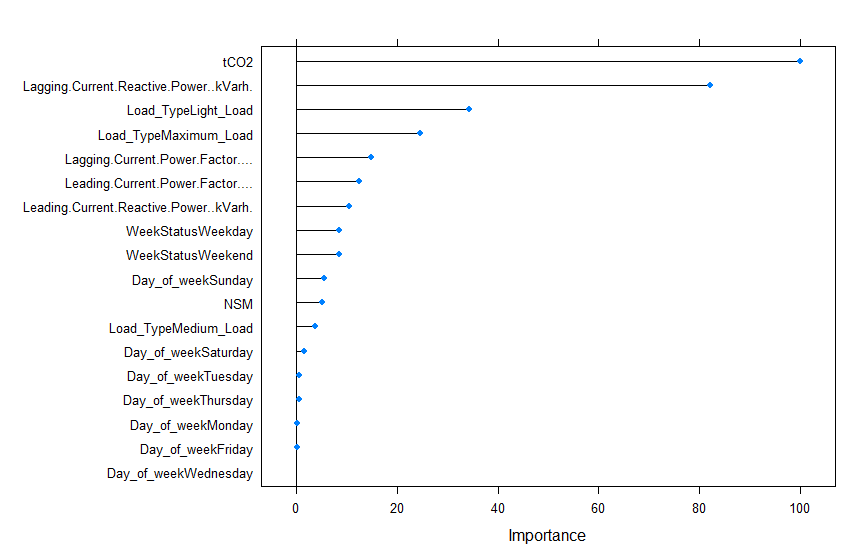 tCO2
Lagging.Current.Reactive.Power..kVarh.
Load_TypeLight_Load
Load_TypeMaximum_Load
Lagging.Current.Power.Factor....
Leading.Current.Power.Factor....
Leading.Current.Reactive.Power..kVarh.
WeekStatusWeekday
WeekStatusWeekend
Day_of_weekSunday
NSM
Load_TypeMedium_Load
Day_of_weekSaturday
Day_of_weekTuesday
Day_of_weekThursday
Day_of_weekMonday
Day_of_weekFriday
Day_of_weekWednesday
0 20 40 60 80 100
Importance